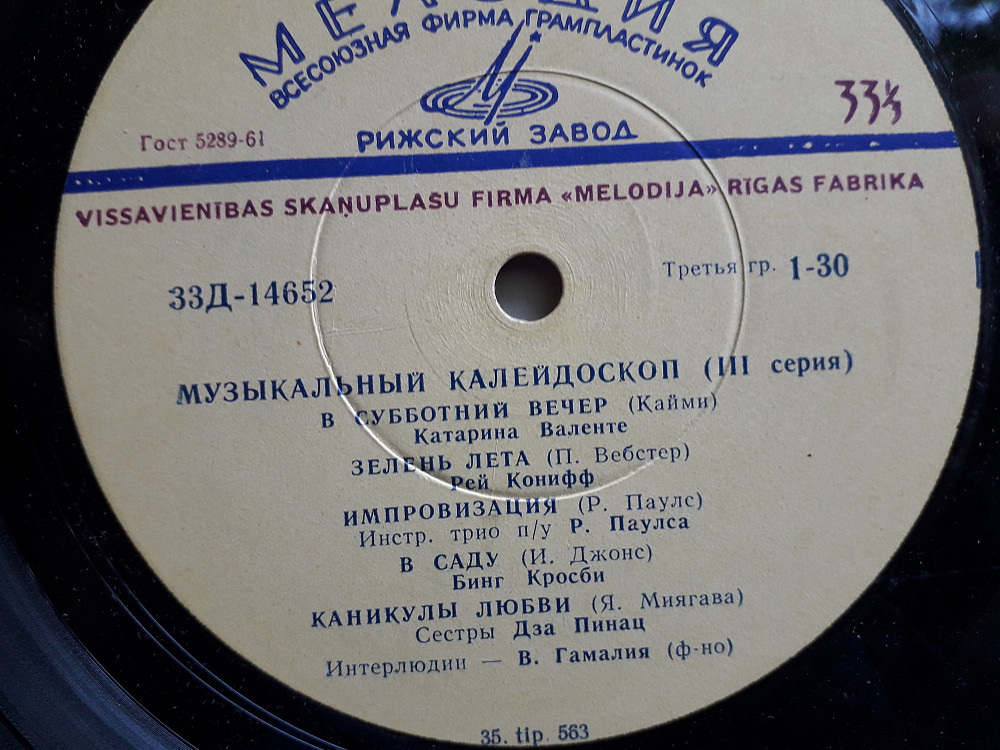 МЕЛОДИЯ
ВСЕСОЮЗНАЯ ФИРМА ГРАМПЛАСТИНОК
РИЖСКИЙ ЗАВОД
33⅓
Гост 5289-61
VISSAVIENĪBAS SKAŅUPLAŠU FIRMA «MELODIJA» RĪGAS FABRIKA
33Д-14652
Третья гр. 1-30
МУЗЫКАЛЬНЫЙ КАЛЕЙДОСКОП (III серия)
В СУББОТНИЙ ВЕЧЕР (Кайми)
Катарина Валенте
ЗЕЛЕНЬ ЛЕТА (П. Вебстер)
Рей Конифф
ИМПРОВИЗАЦИЯ (Р. Паулс)
Инстр. трио п/у Р. Паулса
В САДУ (И. Джонс)
Бинг Кросби
КАНИКУЛЫ ЛЮБВИ (Я. Миягава)
Сестры Дза Пинац
Интерлюдии — В. Гамалия (ф-но)
35. tip. 563